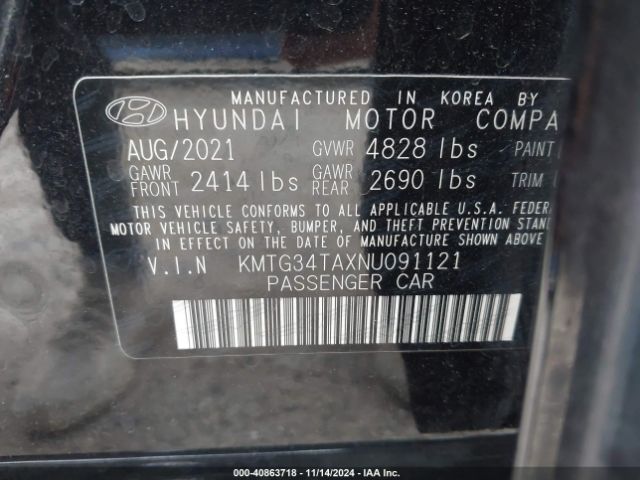 MANUFACTURED IN KOREA BY
HYUNDAI MOTOR COMPA
AUG/2021 GVWR 4828 lbs PAINT
GAWR FRONT 2414 lbs GAWR REAR 2690 lbs TRIM
THIS VEHICLE CONFORMS TO ALL APPLICABLE U.S.A. FEDER
MOTOR VEHICLE SAFETY, BUMPER, AND THEFT PREVENTION STAND
IN EFFECT ON THE DATE OF MANUFACTURE SHOWN ABOVE
V.I.N KMTG34TAXNU091121
PASSENGER CAR
000-40863718 - 11/14/2024 - IAA Inc.